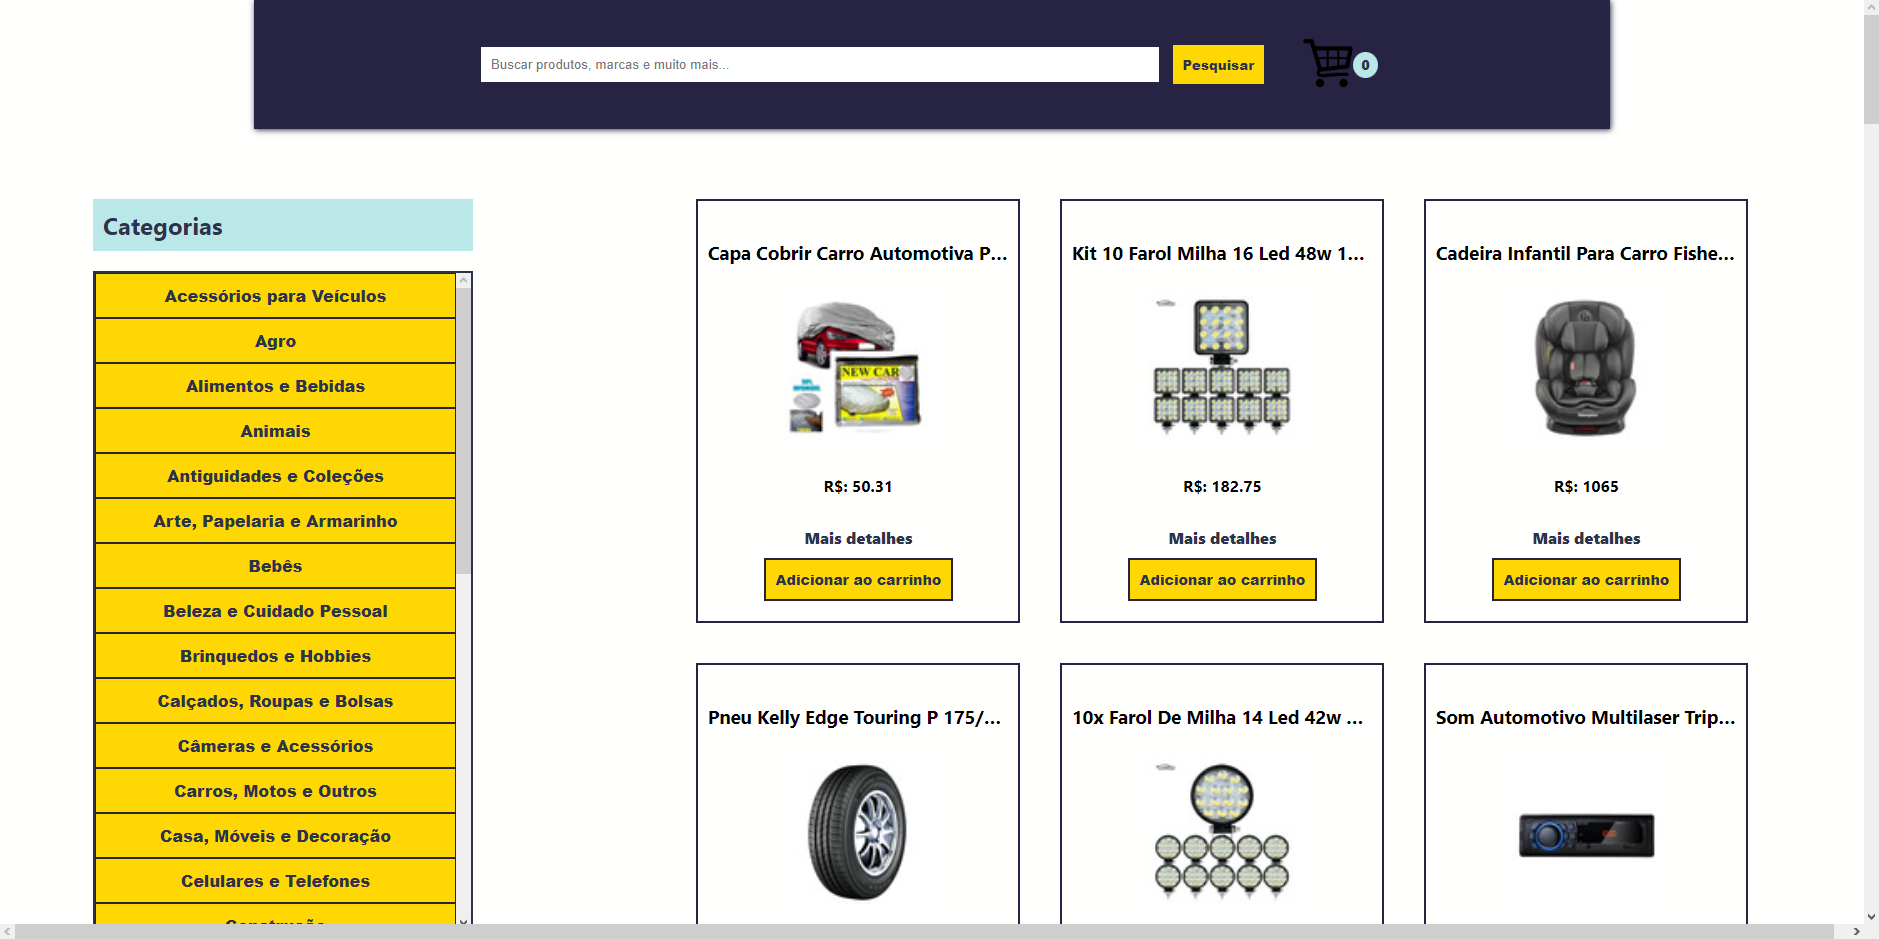 Buscar produtos, marcas e muito mais...
Pesquisar
0
Categorias
Acessórios para Veículos
Agro
Alimentos e Bebidas
Animais
Antiguidades e Coleções
Arte, Papelaria e Armarinho
Bebês
Beleza e Cuidado Pessoal
Brinquedos e Hobbies
Calçados, Roupas e Bolsas
Câmeras e Acessórios
Carros, Motos e Outros
Casa, Móveis e Decoração
Celulares e Telefones
Construção
Capa Cobrir Carro Automotiva P...
NEW CAR
R$: 50.31
Mais detalhes
Adicionar ao carrinho
Kit 10 Farol Milha 16 Led 48w 1...
R$: 182.75
Mais detalhes
Adicionar ao carrinho
Cadeira Infantil Para Carro Fishe...
R$: 1065
Mais detalhes
Adicionar ao carrinho
Pneu Kelly Edge Touring P 175/...
10x Farol De Milha 14 Led 42w ...
Som Automotivo Multilaser Trip...